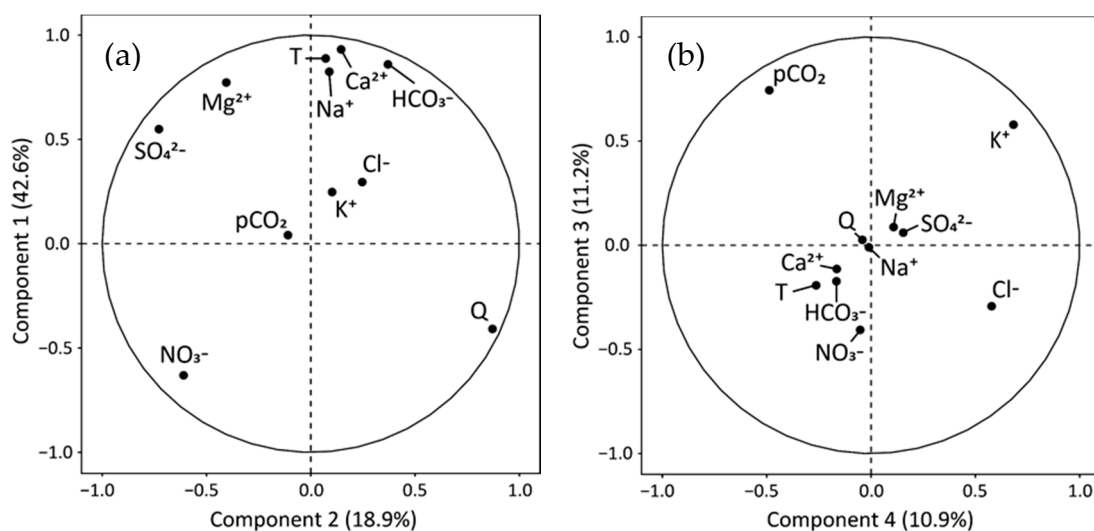 (a)
1.0
0.5
0.0
−0.5
−1.0
Component 1 (42.6%)
T
Ca²⁺
HCO₃-
Na⁺
Mg²⁺
SO₄²-
Cl-
K⁺
pCO₂
Q
NO₃-
−1.0 −0.5 0.0 0.5 1.0
Component 2 (18.9%)
(b)
1.0
0.5
0.0
−0.5
−1.0
Component 3 (11.2%)
pCO₂
K⁺
Mg²⁺
Q
SO₄²-
Na⁺
Ca²⁺
T
HCO₃-
Cl-
NO₃-
−1.0 −0.5 0.0 0.5 1.0
Component 4 (10.9%)